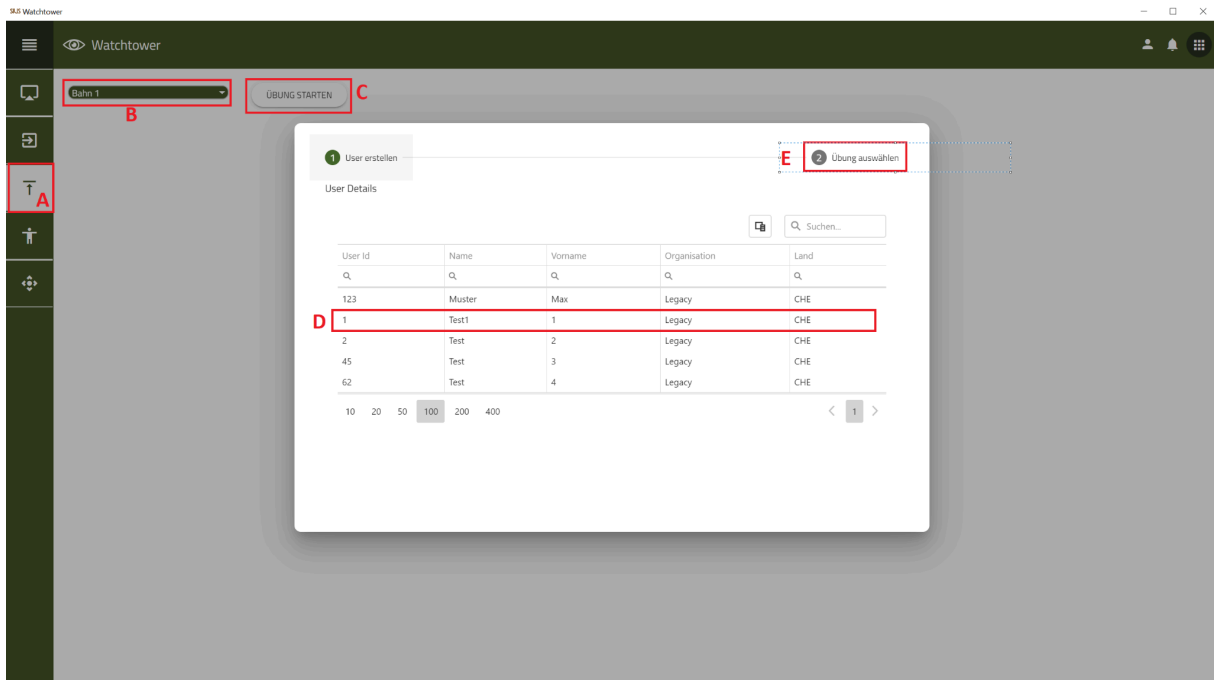 SIUS Watchtower
Watchtower
Bahn 1
ÜBUNG STARTEN
C
B
A
1 User erstellen
E 2 Übung auswählen
User Details
Suchen...
User Id Name Vorname Organisation Land
123 Muster Max Legacy CHE
D 1 Test1 1 Legacy CHE
2 Test 2 Legacy CHE
45 Test 3 Legacy CHE
62 Test 4 Legacy CHE
10 20 50 100 200 400 1